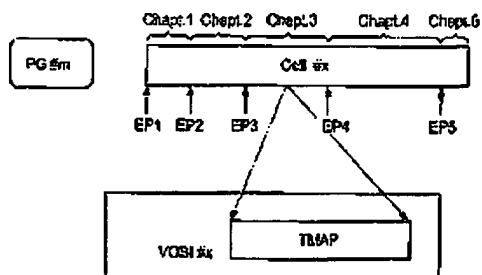 Chapt.1 Chapt.2 Chapt.3 Chapt.4 Chapt.5
PG #m
Cell #x
EP1 EP2 EP3 EP4 EP5
VOBI #x
TMAP